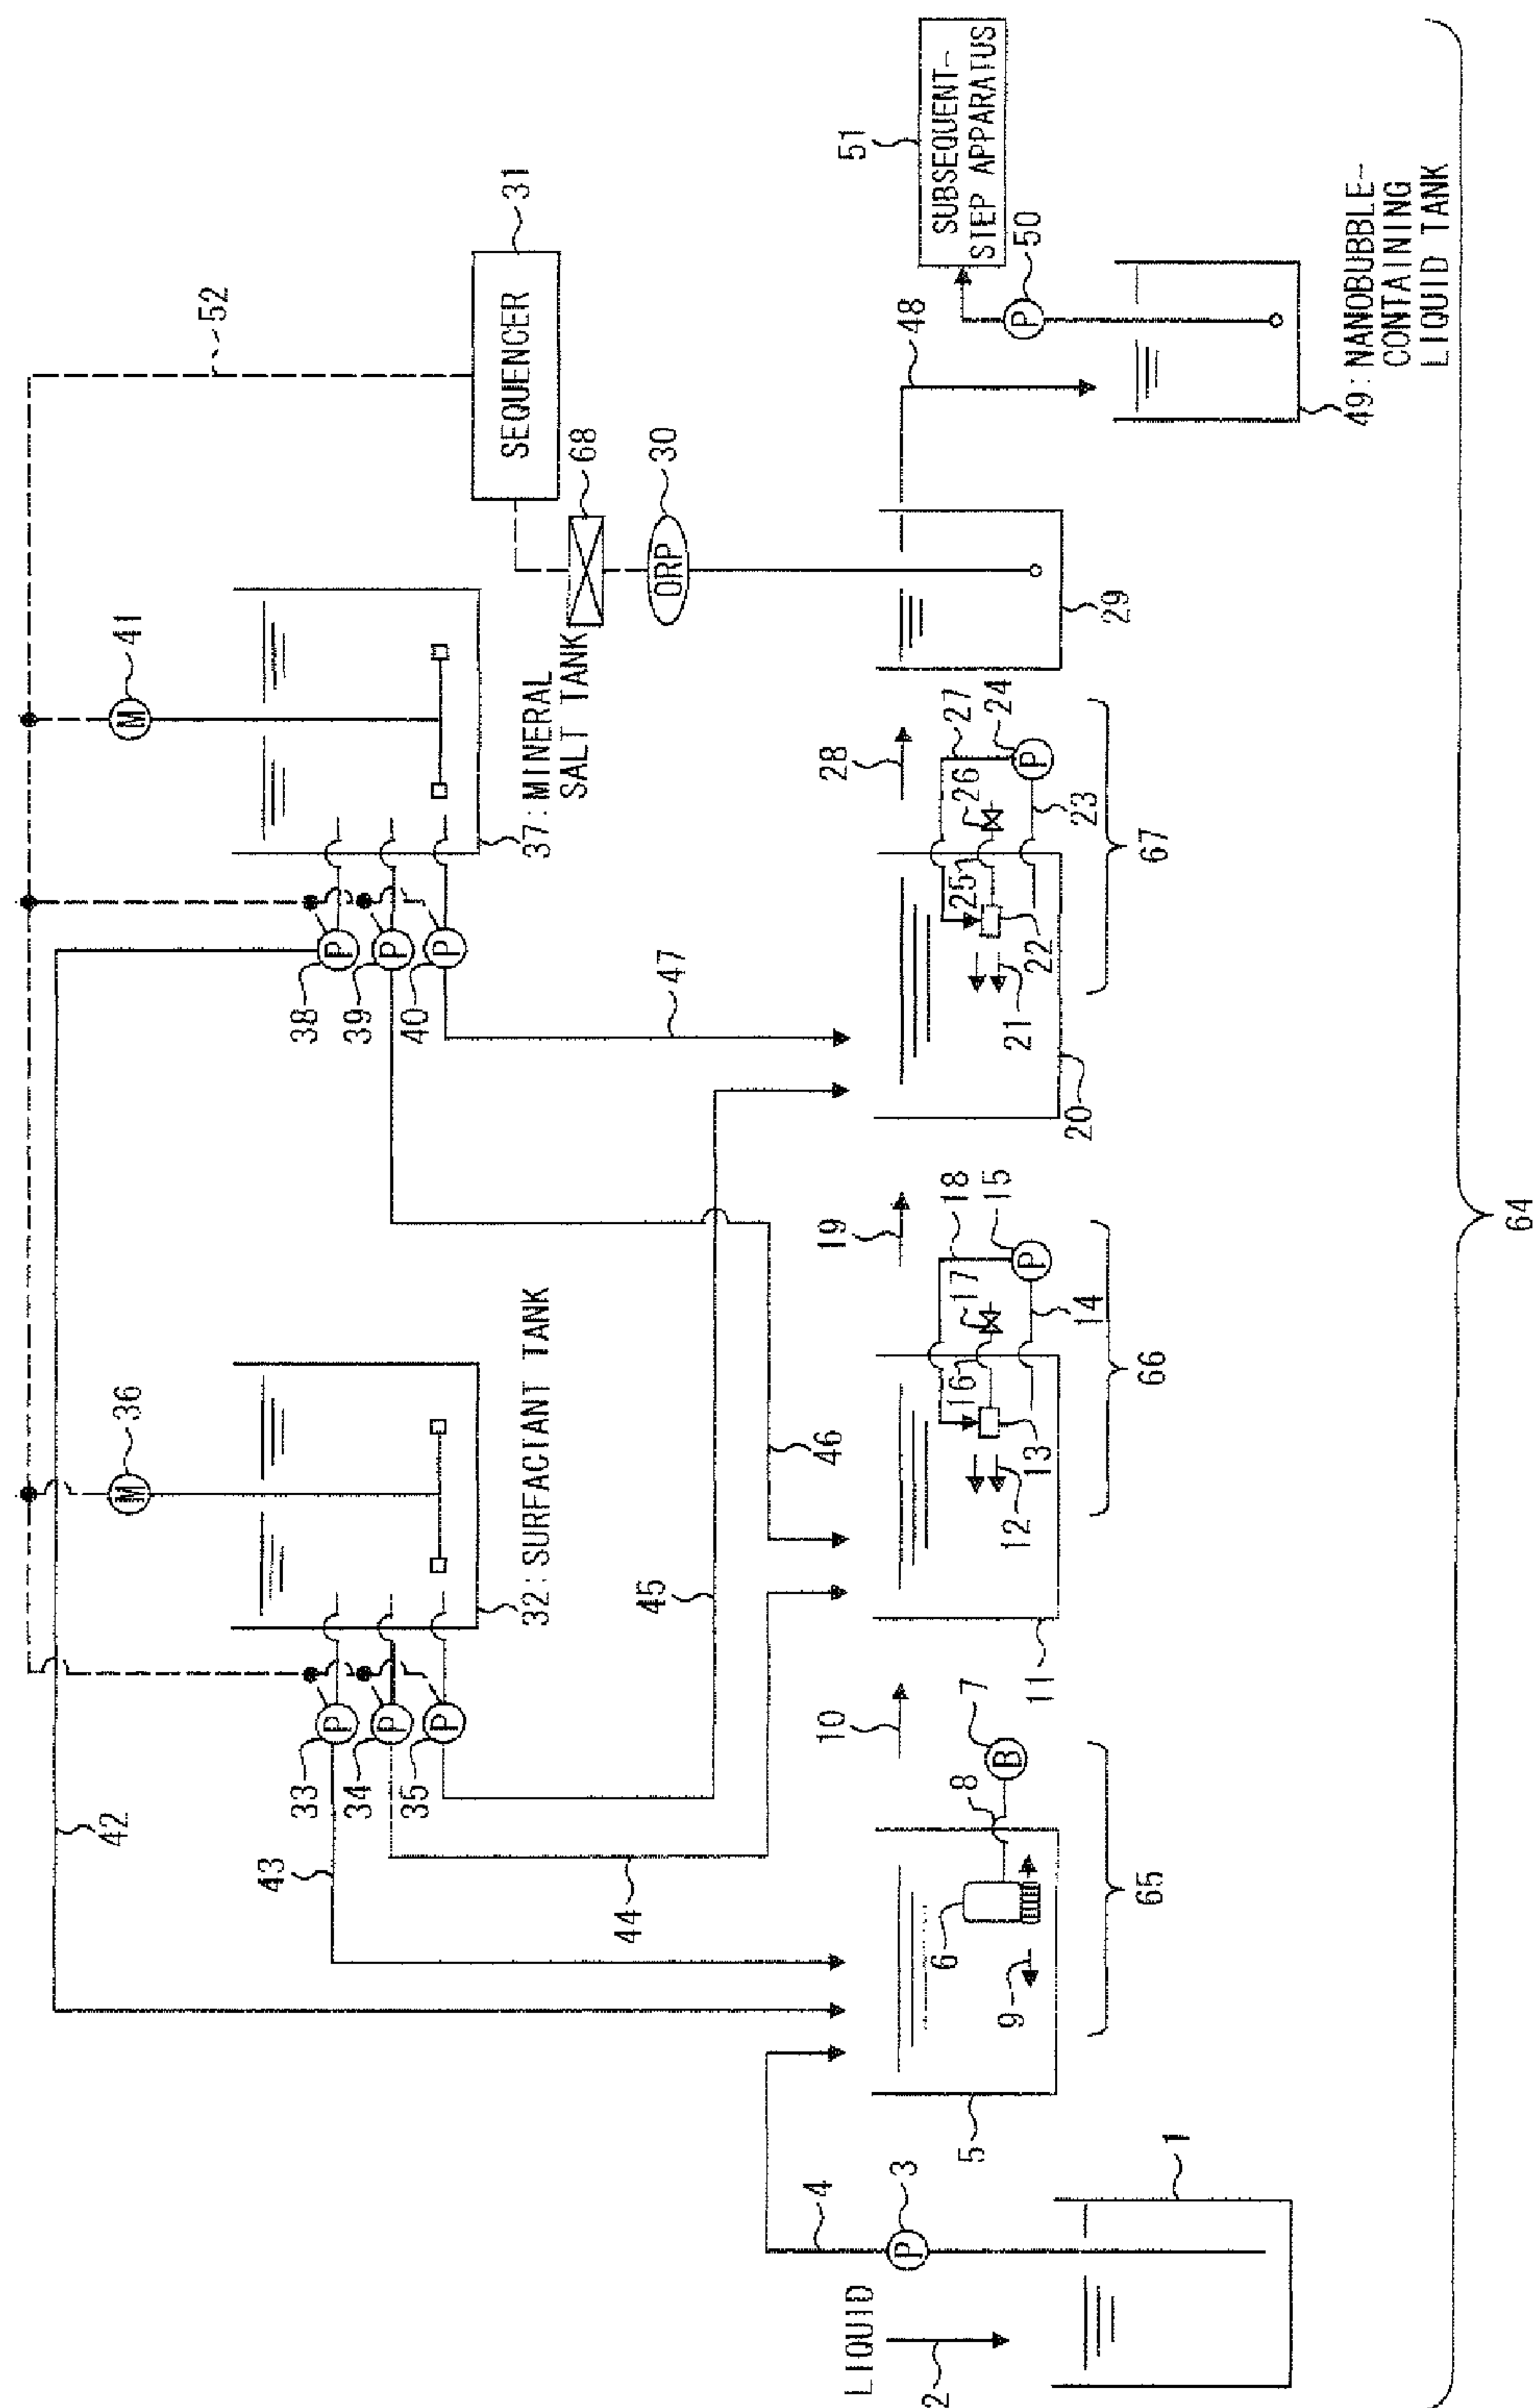 52
42
36
M
41
M
SEQUENCER
31
68
ORP
30
33
34
35
P
P
P
38
39
40
P
P
P
32:SURFACTANT TANK
37:MINERAL
SALT TANK
43
44
45
46
47
LIQUID
2
4
3
P
1
5
6
8
7
B
9
10
65
11
12
13
14
15
P
16
17
18
19
66
20
21
22
23
24
P
25
26
27
28
67
29
48
51
SUBSEQUENT-
STEP APPARATUS
50
P
49:NANOBUBBLE-
CONTAINING
LIQUID TANK
64